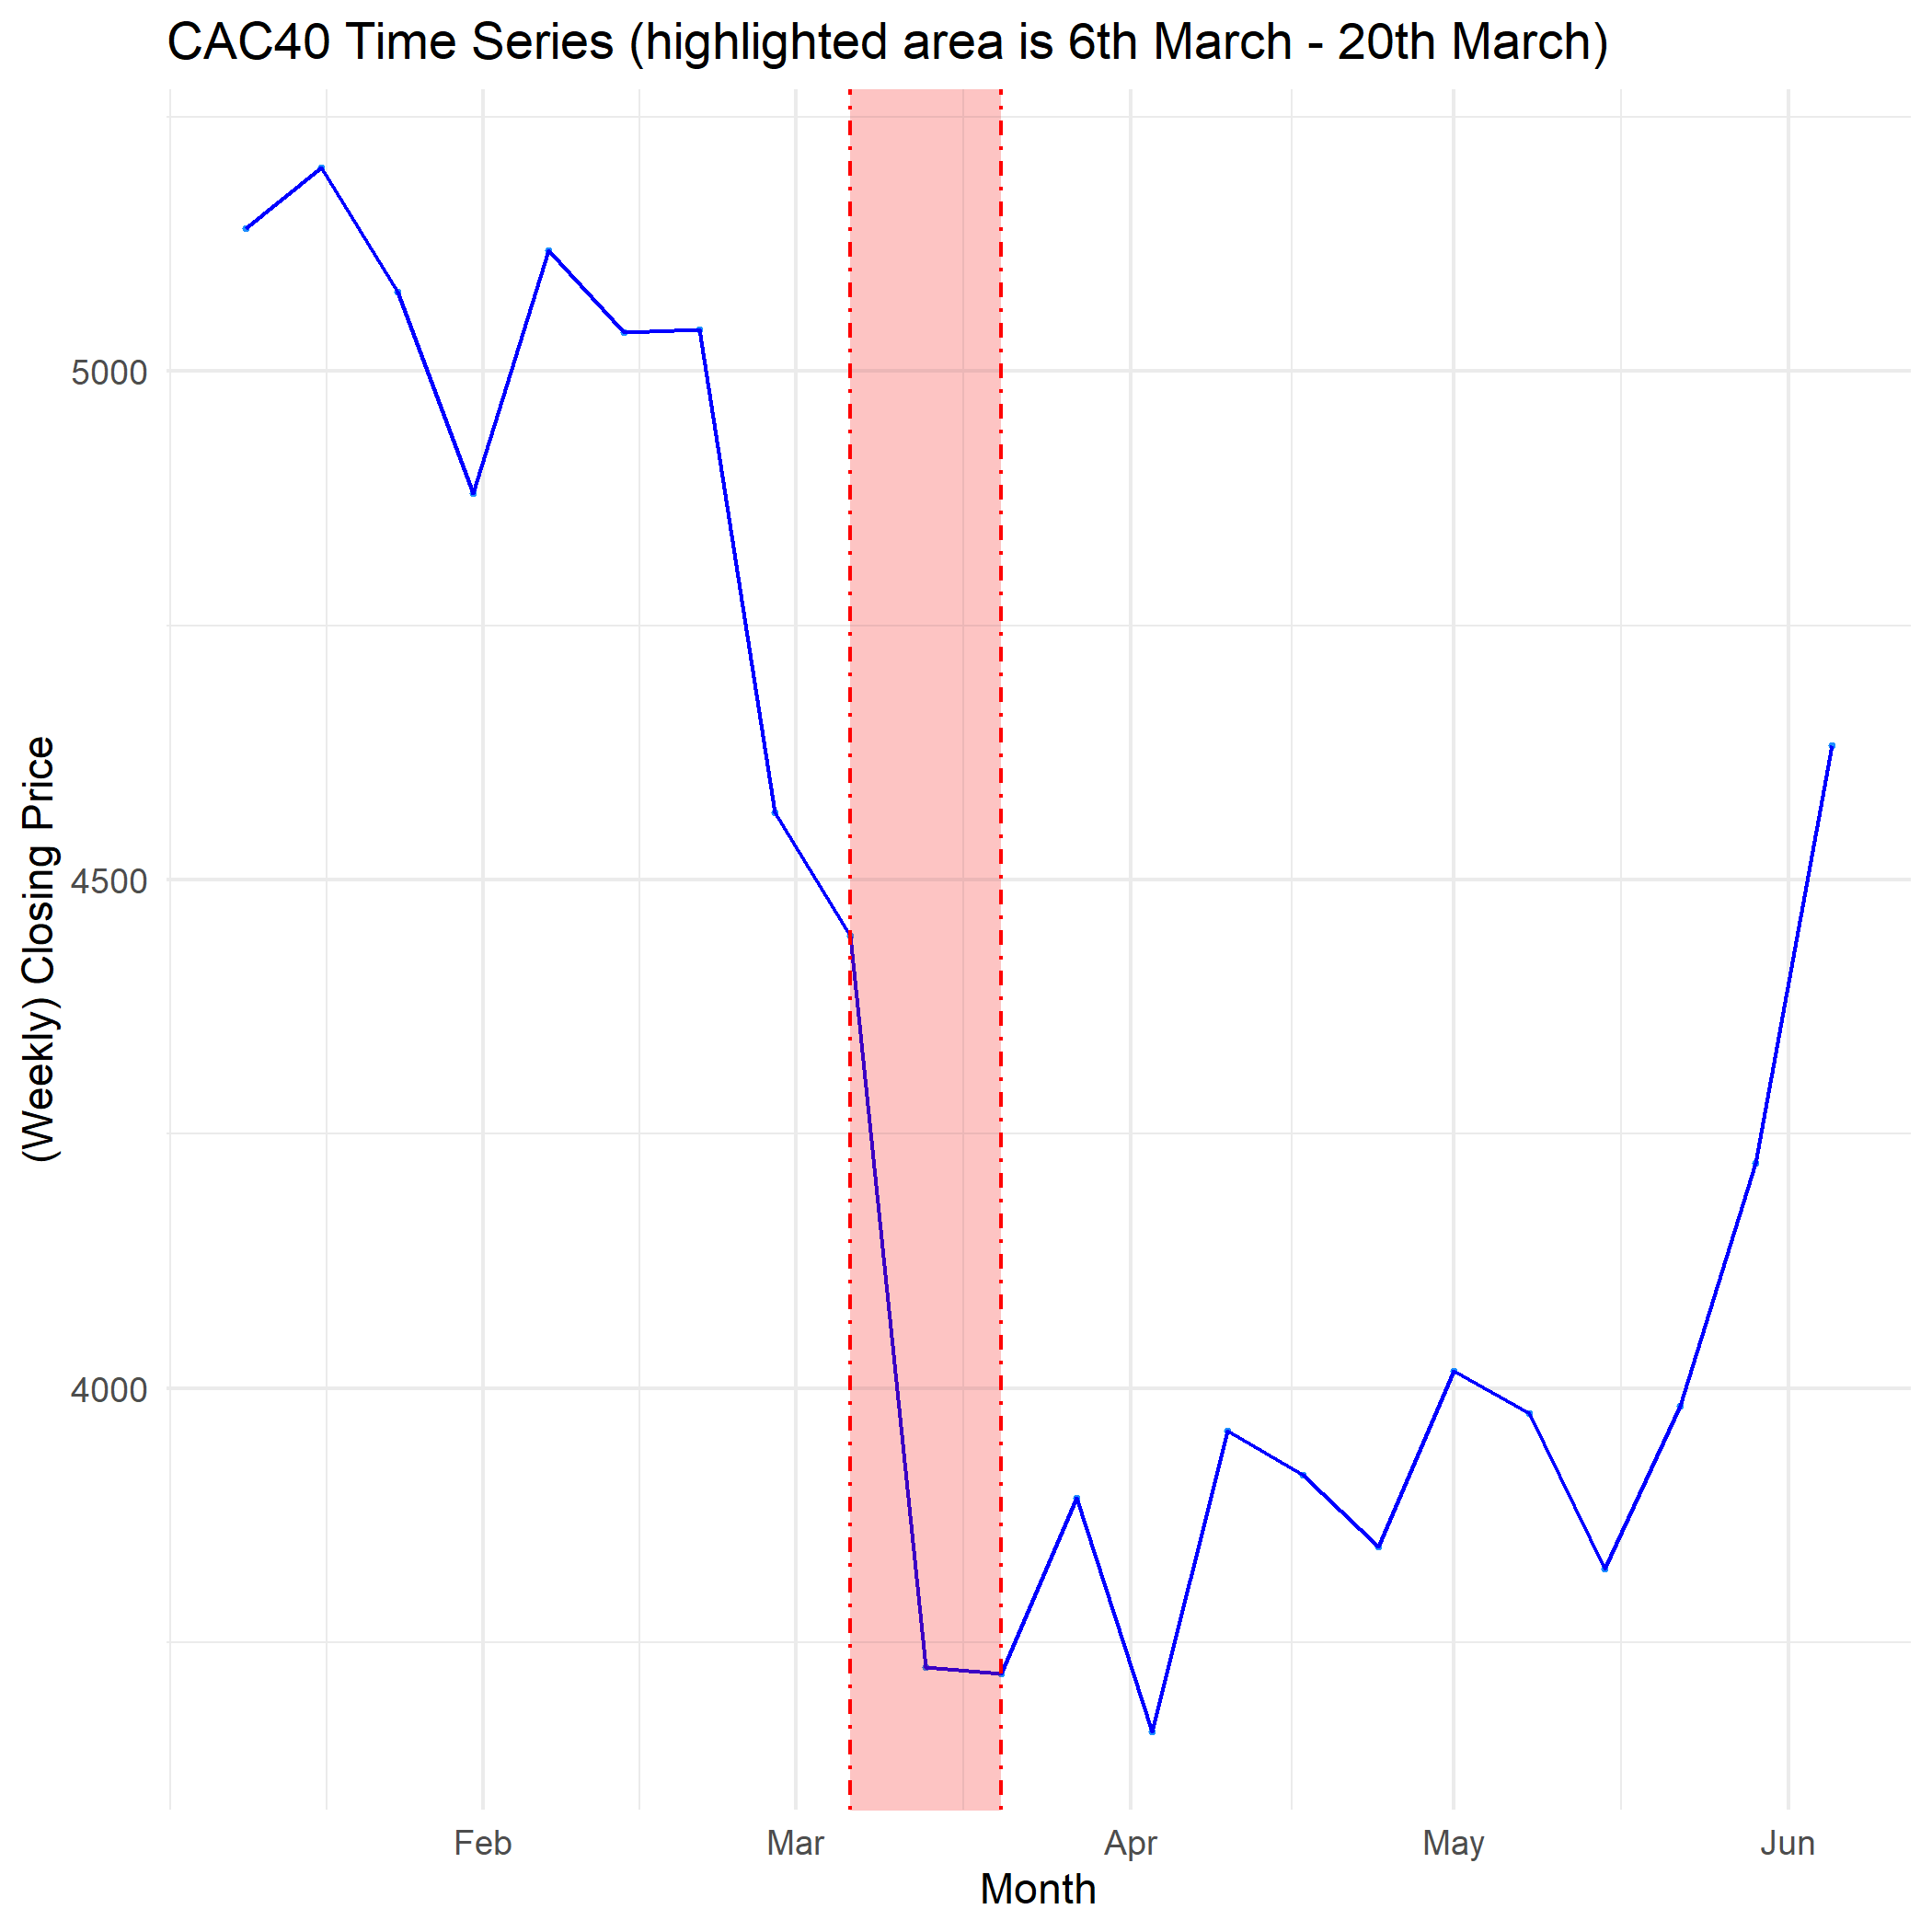 CAC40 Time Series (highlighted area is 6th March - 20th March)
(Weekly) Closing Price
5000
4500
4000
Feb Mar Apr May Jun
Month